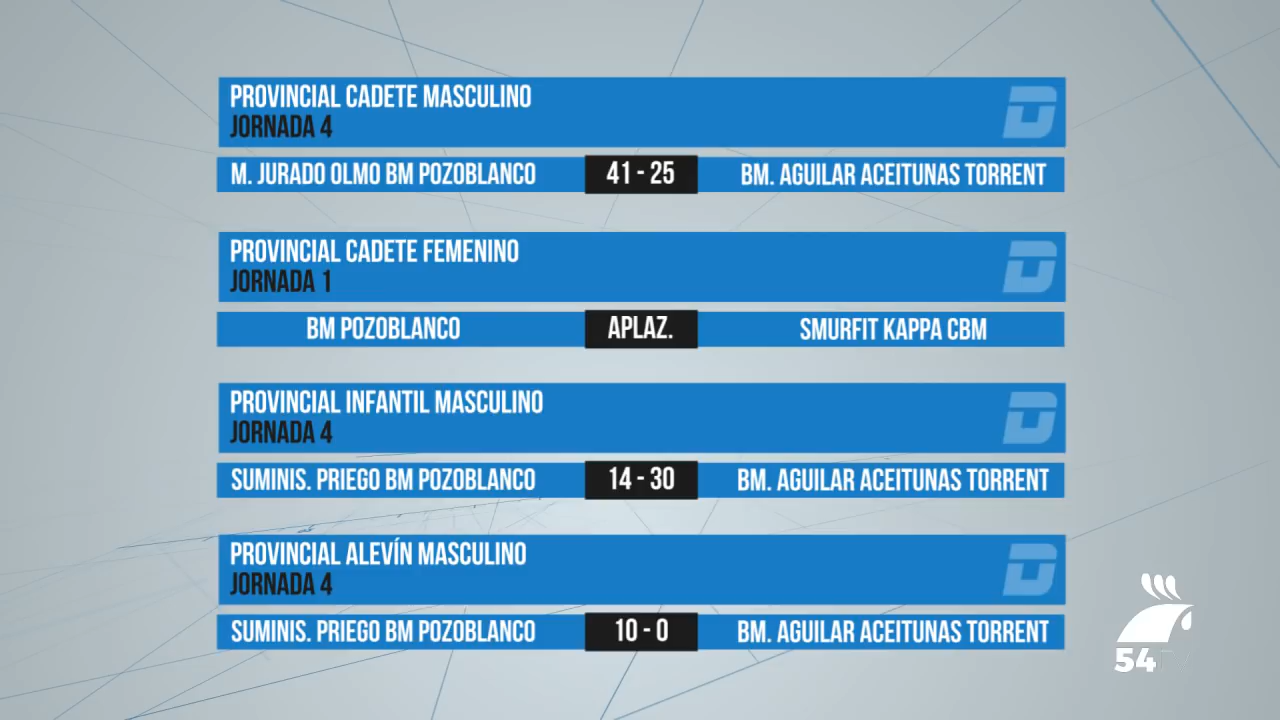 PROVINCIAL CADETE MASCULINO
JORNADA 4
M. JURADO OLMO BM POZOBLANCO 41 - 25 BM. AGUILAR ACEITUNAS TORRENT
PROVINCIAL CADETE FEMENINO
JORNADA 1
BM POZOBLANCO APLAZ. SMURFIT KAPPA CBM
PROVINCIAL INFANTIL MASCULINO
JORNADA 4
SUMINIS. PRIEGO BM POZOBLANCO 14 - 30 BM. AGUILAR ACEITUNAS TORRENT
PROVINCIAL ALEVÍN MASCULINO
JORNADA 4
SUMINIS. PRIEGO BM POZOBLANCO 10 - 0 BM. AGUILAR ACEITUNAS TORRENT
54